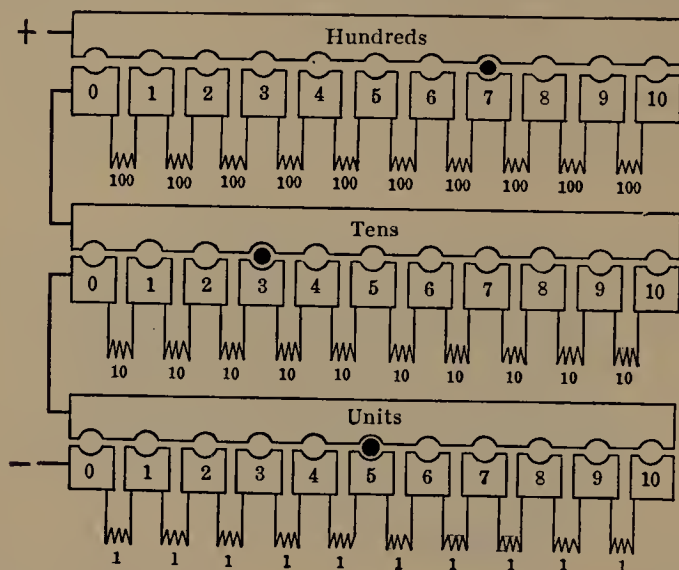 + Hundreds
0 1 2 3 4 5 6 7 8 9 10
100 100 100 100 100 100 100 100 100 100
Tens
0 1 2 3 4 5 6 7 8 9 10
10 10 10 10 10 10 10 10 10 10
Units
− 0 1 2 3 4 5 6 7 8 9 10
1 1 1 1 1 1 1 1 1 1